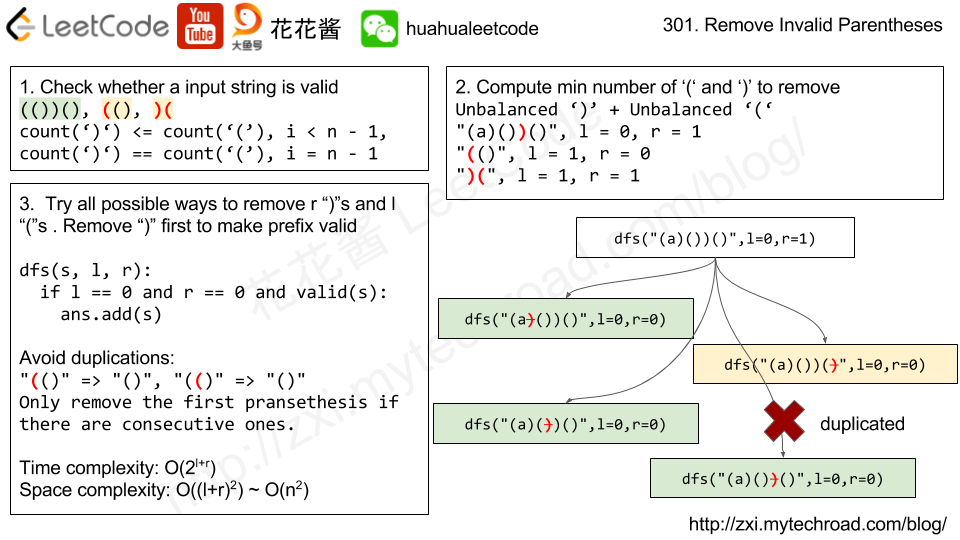 LeetCode
You
Tube
大鱼号
花花酱
huahualeetcode
301. Remove Invalid Parentheses
1. Check whether a input string is valid
(())(), ((), )(
count(‘)‘) <= count(‘(’), i < n - 1,
count(‘)‘) == count(‘(’), i = n - 1
2. Compute min number of ‘(‘ and ‘)’ to remove
Unbalanced ‘)’ + Unbalanced ‘(‘
"(a)())()", l = 0, r = 1
"(()", l = 1, r = 0
")(", l = 1, r = 1
3. Try all possible ways to remove r “)”s and l
“(”s . Remove “)” first to make prefix valid
dfs(s, l, r):
if l == 0 and r == 0 and valid(s):
ans.add(s)
Avoid duplications:
"(()" => "()", "(()" => "()"
Only remove the first pransethesis if
there are consecutive ones.
Time complexity: O(2^l+r)
Space complexity: O((l+r)^2) ~ O(n^2)
dfs("(a)())()",l=0,r=1)
dfs("(a)())()",l=0,r=0)
dfs("(a)())()",l=0,r=0)
dfs("(a)())()",l=0,r=0)
duplicated
dfs("(a)())()",l=0,r=0)
http://zxi.mytechroad.com/blog/
花花酱 LeetCode
http://zxi.mytechroad.com/blog/